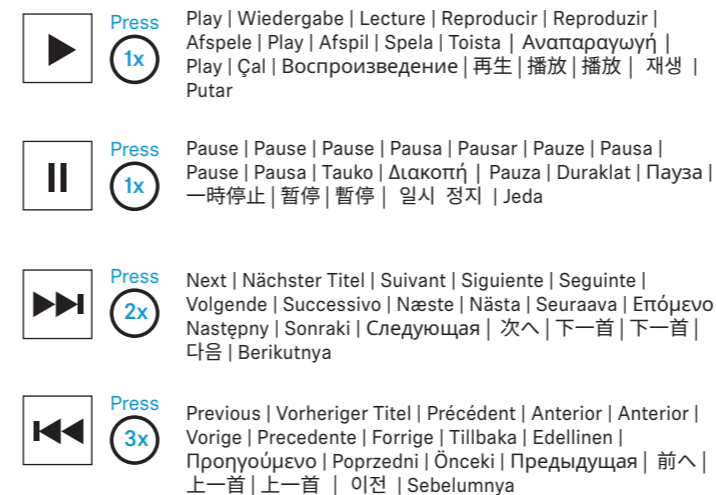 Press
1x
Play | Wiedergabe | Lecture | Reproducir | Reproduzir |
Afspele | Play | Afspil | Spela | Toista | Αναπαραγωγή |
Play | Çal | Воспроизведение | 再生 | 播放 | 播放 | 재생 |
Putar
Press
1x
Pause | Pause | Pause | Pausa | Pausar | Pauze | Pausa |
Pause | Pausa | Tauko | Διακοπή | Pauza | Duraklat | Пауза |
一時停止 | 暂停 | 暫停 | 일시 정지 | Jeda
Press
2x
Next | Nächster Titel | Suivant | Siguiente | Seguinte |
Volgende | Successivo | Næste | Nästa | Seuraava | Επόμενο
Następny | Sonraki | Следующая | 次へ | 下一首 | 下一首 |
다음 | Berikutnya
Press
3x
Previous | Vorheriger Titel | Précédent | Anterior | Anterior |
Vorige | Precedente | Forrige | Tillbaka | Edellinen |
Προηγούμενο | Poprzedni | Önceki | Предыдущая | 前へ |
上一首 | 上一首 | 이전 | Sebelumnya